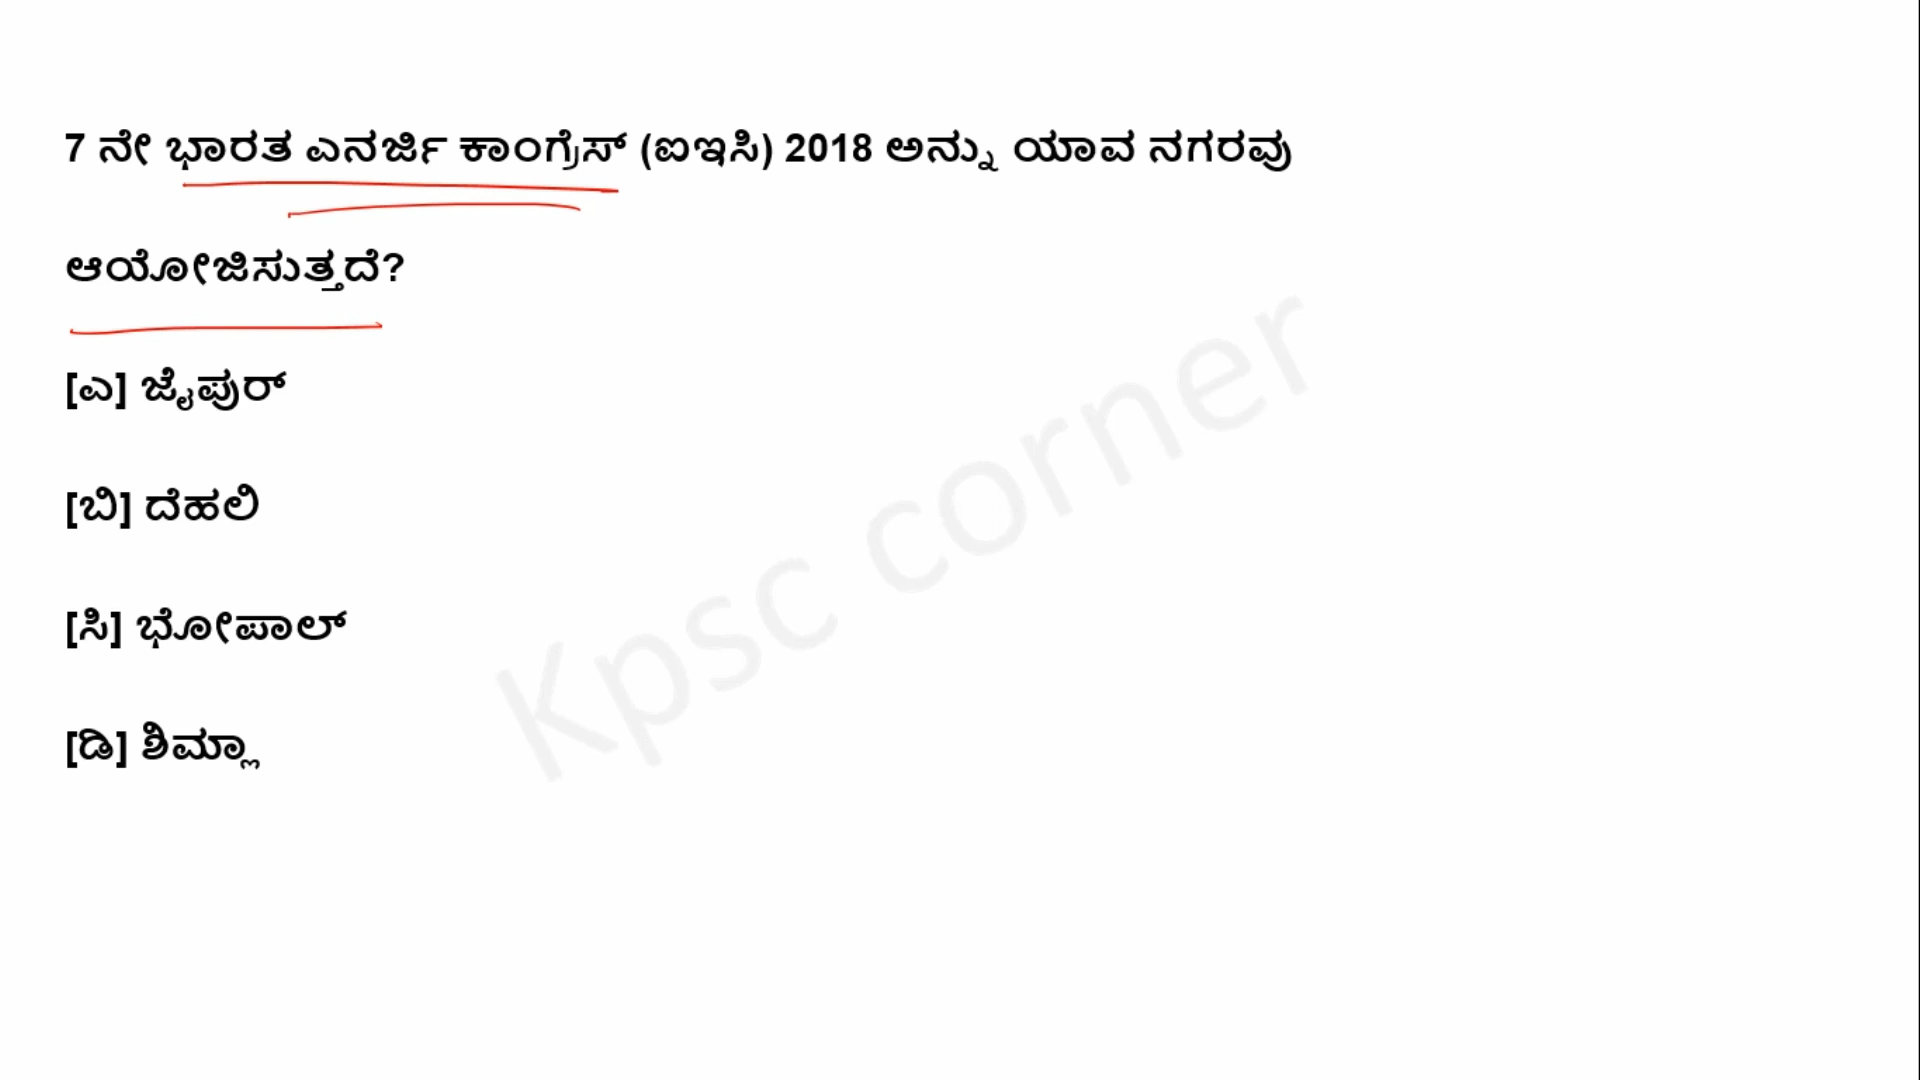 7 ನೇ ಭಾರತ ಎನರ್ಜಿ ಕಾಂಗ್ರೆಸ್ (ಐಇಸಿ) 2018 ಅನ್ನು ಯಾವ ನಗರವು
ಆಯೋಜಿಸುತ್ತದೆ?
[ಎ] ಜೈಪುರ್
[ಬಿ] ದೆಹಲಿ
[ಸಿ] ಭೋಪಾಲ್
[ಡಿ] ಶಿಮ್ಲಾ
Kpsc corner